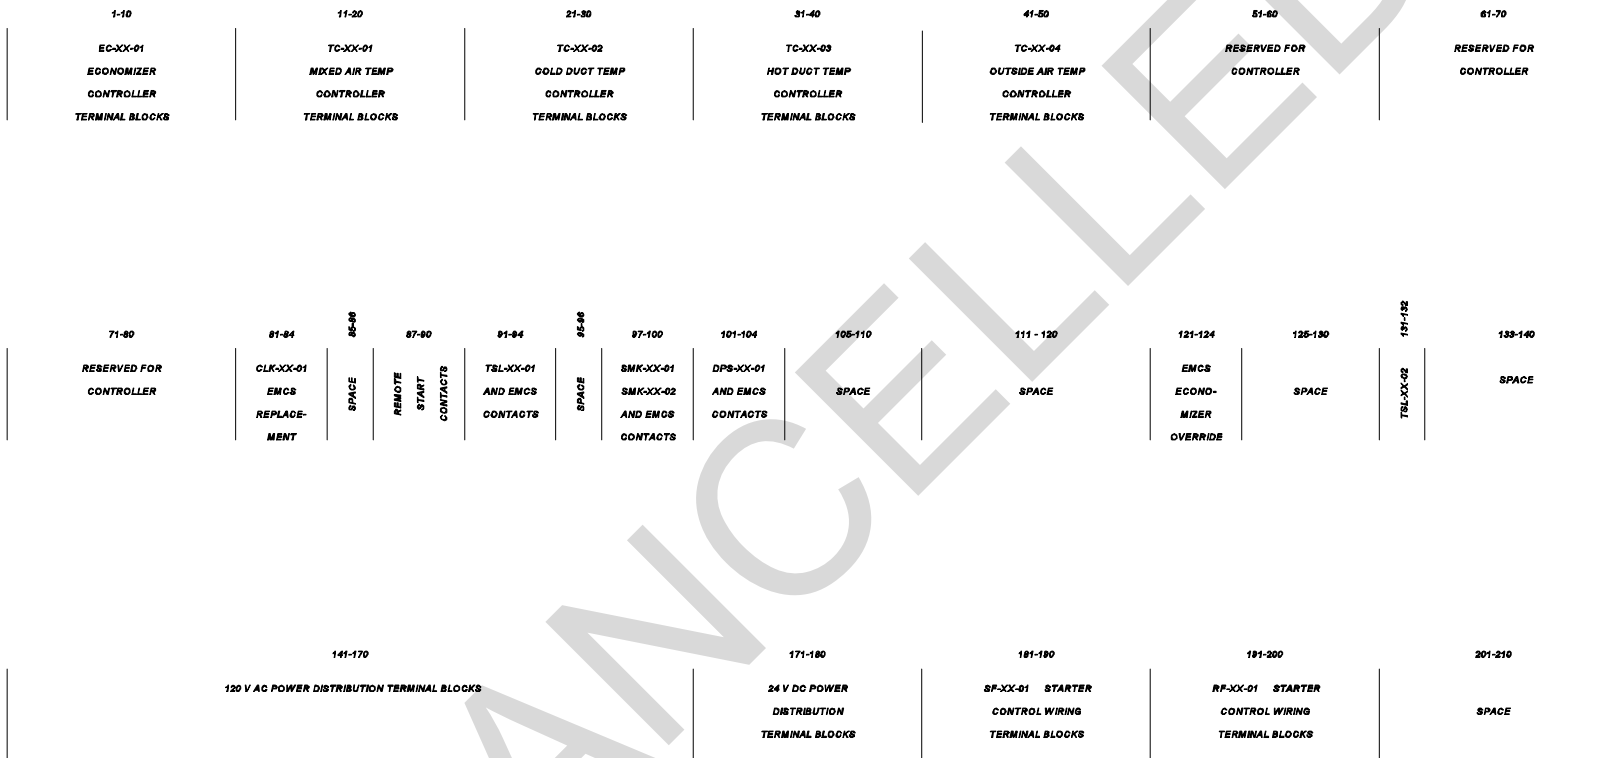 1-10 11-20 21-30 31-40 41-50 51-60 61-70
EC-XX-01 TC-XX-01 TC-XX-02 TC-XX-03 TC-XX-04 RESERVED FOR RESERVED FOR
ECONOMIZER MIXED AIR TEMP COLD DUCT TEMP HOT DUCT TEMP OUTSIDE AIR TEMP CONTROLLER CONTROLLER
CONTROLLER CONTROLLER CONTROLLER CONTROLLER CONTROLLER
TERMINAL BLOCKS TERMINAL BLOCKS TERMINAL BLOCKS TERMINAL BLOCKS TERMINAL BLOCKS
71-80
RESERVED FOR
CONTROLLER
81-84
CLK-XX-01
EMCS
REPLACE-
MENT
85-86
SPACE
87-90
REMOTE
START
CONTACTS
91-94
TSL-XX-01
AND EMCS
CONTACTS
95-96
SPACE
97-100
SMK-XX-01
SMK-XX-02
AND EMCS
CONTACTS
101-104
DPS-XX-01
AND EMCS
CONTACTS
105-110
SPACE
111 - 120
SPACE
121-124
EMCS
ECONO-
MIZER
OVERRIDE
125-130
SPACE
131-132
TSL-XX-02
133-140
SPACE
141-170
120 V AC POWER DISTRIBUTION TERMINAL BLOCKS
171-180
24 V DC POWER
DISTRIBUTION
TERMINAL BLOCKS
181-190
SF-XX-01 STARTER
CONTROL WIRING
TERMINAL BLOCKS
191-200
RF-XX-01 STARTER
CONTROL WIRING
TERMINAL BLOCKS
201-210
SPACE